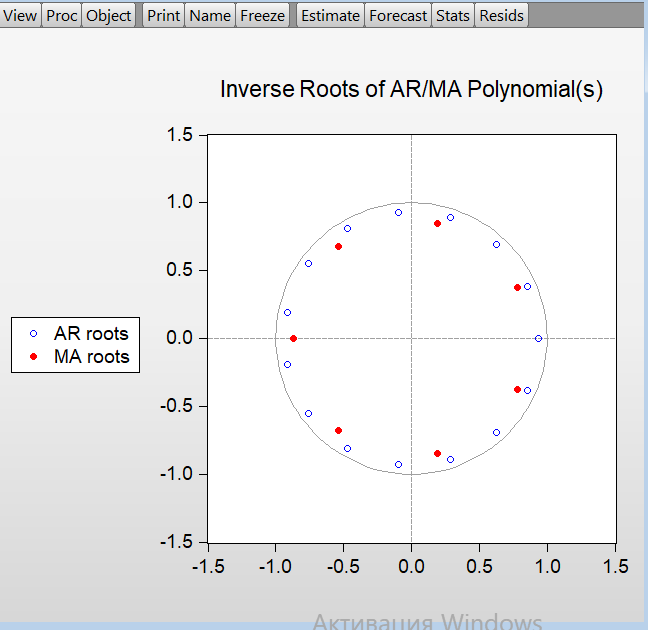 View Proc Object Print Name Freeze Estimate Forecast Stats Resids
Inverse Roots of AR/MA Polynomial(s)
1.5
1.0
0.5
0.0
-0.5
-1.0
-1.5
-1.5 -1.0 -0.5 0.0 0.5 1.0 1.5
AR roots
MA roots
Активация Windows